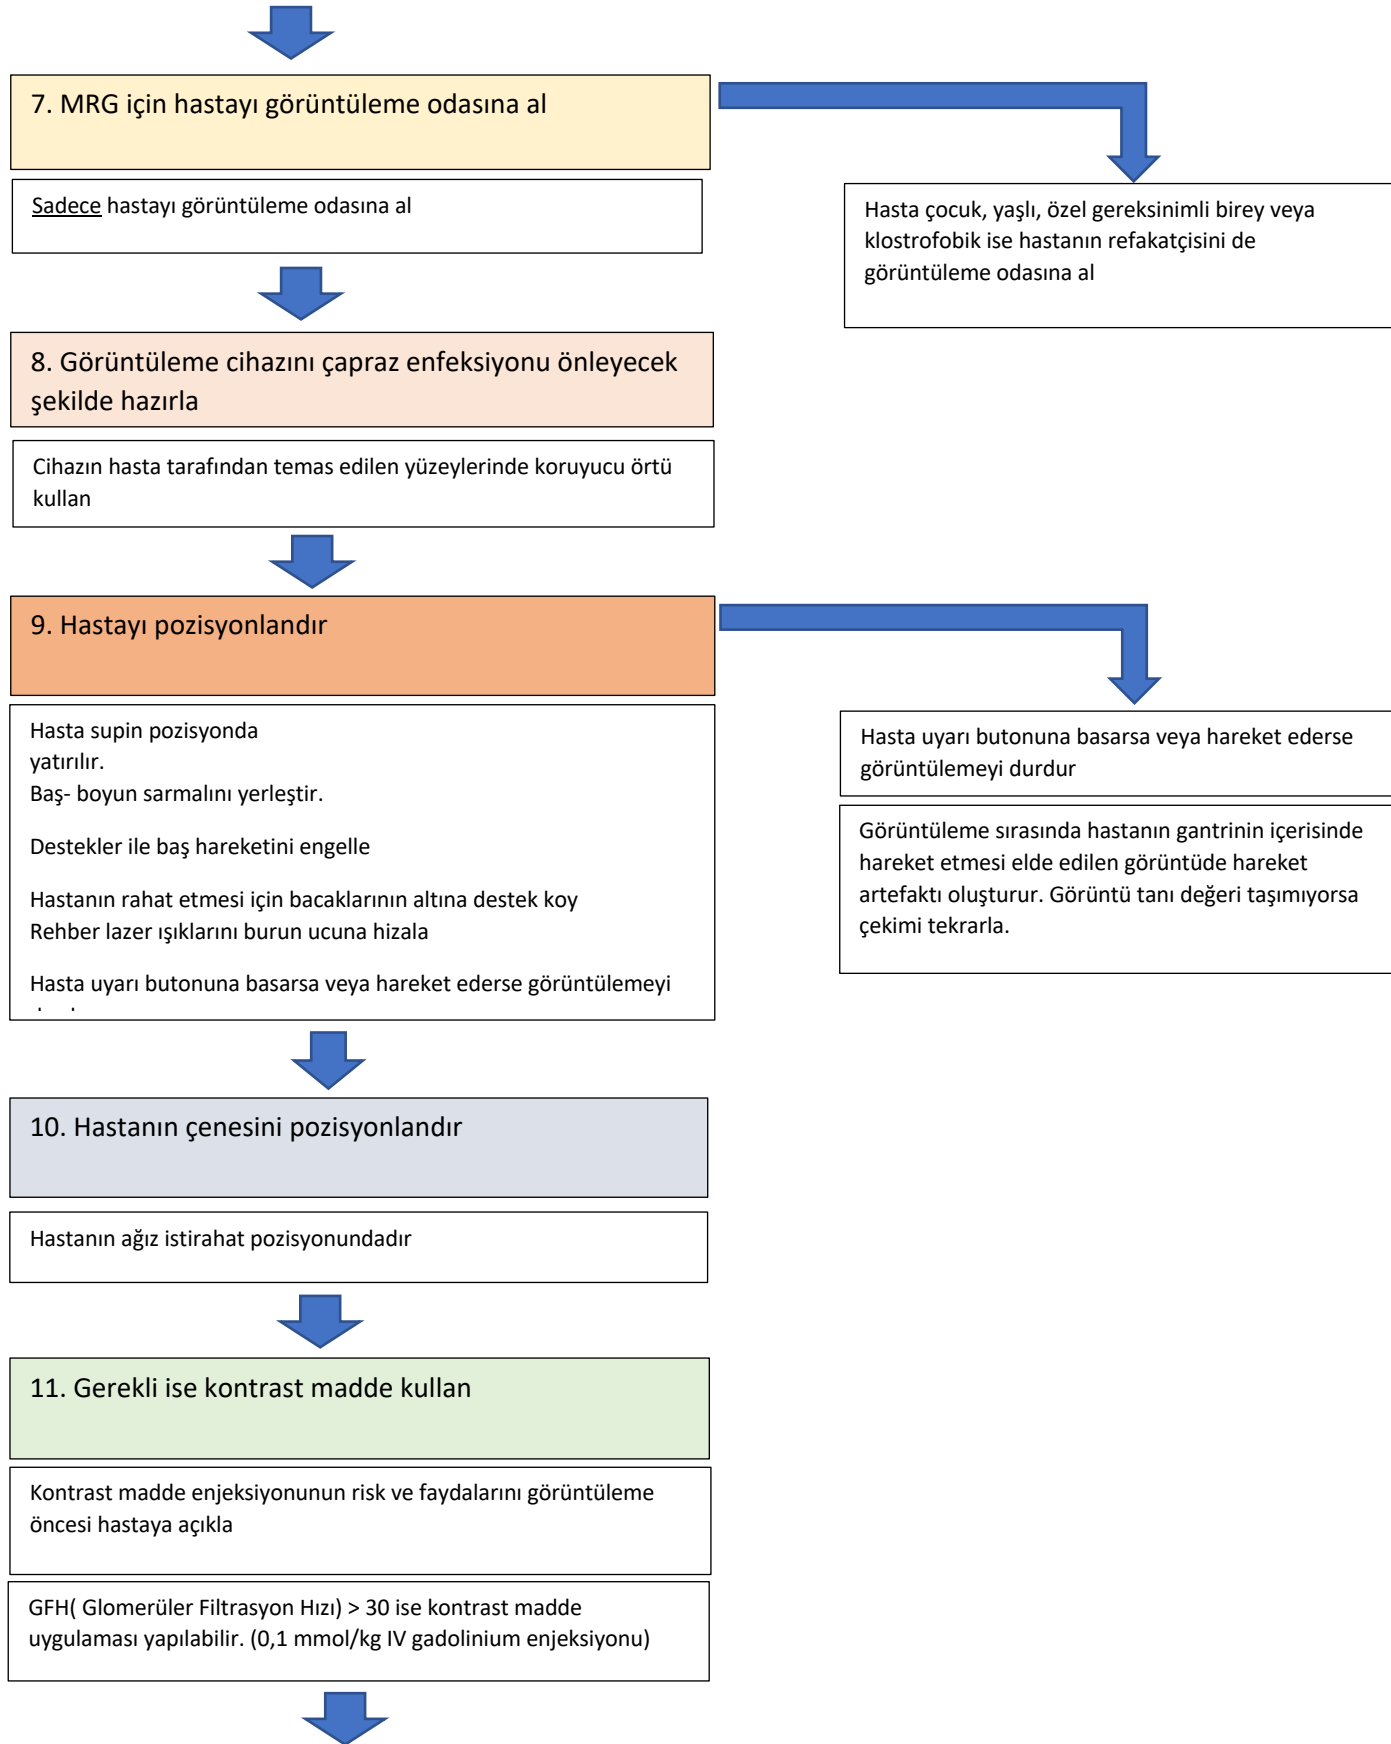 7. MRG için hastayı görüntüleme odasına al
Sadece hastayı görüntüleme odasına al
Hasta çocuk, yaşlı, özel gereksinimli birey veya
klostrofobik ise hastanın refakatçisini de
görüntüleme odasına al
8. Görüntüleme cihazını çapraz enfeksiyonu önleyecek
şekilde hazırla
Cihazın hasta tarafından temas edilen yüzeylerinde koruyucu örtü
kullan
9. Hastayı pozisyonlandır
Hasta supin pozisyonda
yatırılır.
Baş- boyun sarmalını yerleştir.
Destekler ile baş hareketini engelle
Hastanın rahat etmesi için bacaklarının altına destek koy
Rehber lazer ışıklarını burun ucuna hizala
Hasta uyarı butonuna basarsa veya hareket ederse görüntülemeyi
Hasta uyarı butonuna basarsa veya hareket ederse
görüntülemeyi durdur
Görüntüleme sırasında hastanın gantrinin içerisinde
hareket etmesi elde edilen görüntüde hareket
artefaktı oluşturur. Görüntü tanı değeri taşımıyorsa
çekimi tekrarla.
10. Hastanın çenesini pozisyonlandır
Hastanın ağız istirahat pozisyonundadır
11. Gerekli ise kontrast madde kullan
Kontrast madde enjeksiyonunun risk ve faydalarını görüntüleme
öncesi hastaya açıkla
GFH( Glomerüler Filtrasyon Hızı) > 30 ise kontrast madde
uygulaması yapılabilir. (0,1 mmol/kg IV gadolinium enjeksiyonu)